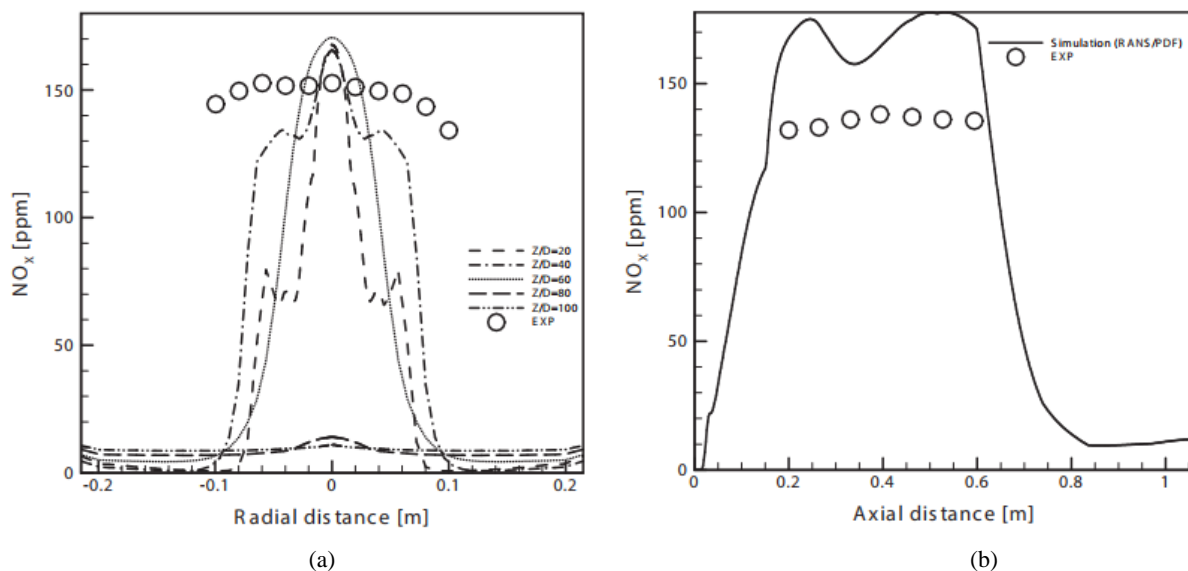 150
100
50
0
NOX [ppm]
Z/D=20
Z/D=40
Z/D=60
Z/D=80
Z/D=100
EXP
-0.2
-0.1
0
0.1
0.2
Radial distance [m]
(a)
150
100
50
0
NOX [ppm]
Simulation (RANS/PDF)
EXP
0
0.2
0.4
0.6
0.8
1
Axial distance [m]
(b)